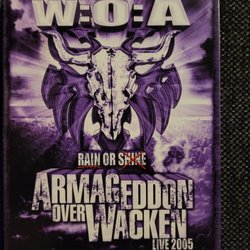 W:O:A
RAIN OR SHINE
ARMAGEDDON
OVER WACKEN
LIVE 2005